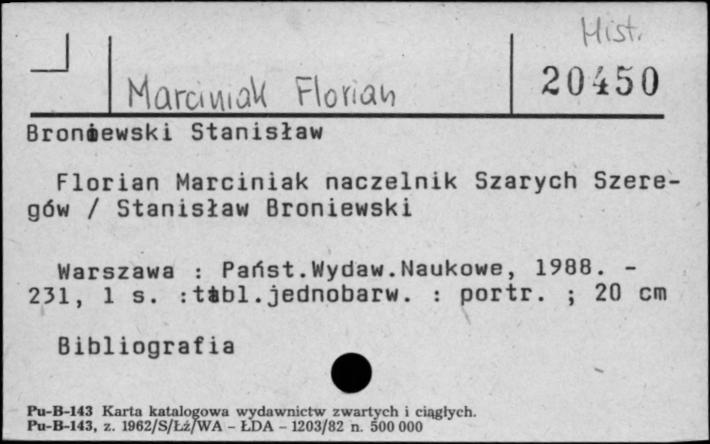 Hist.
20450
Marciniak Florian
Broniewski Stanisław
Florian Marciniak naczelnik Szarych Szere-
gów / Stanisław Broniewski
Warszawa : Państ.Wydaw.Naukowe, 1988. -
231, 1 s. :tabl.jednobarw. : portr. ; 20 cm
Bibliografia
Pu-B-143 Karta katalogowa wydawnictw zwartych i ciągłych.
Pu-B-143, z. 1962/S/Łź/WA - ŁDA - 1203/82 n. 500 000